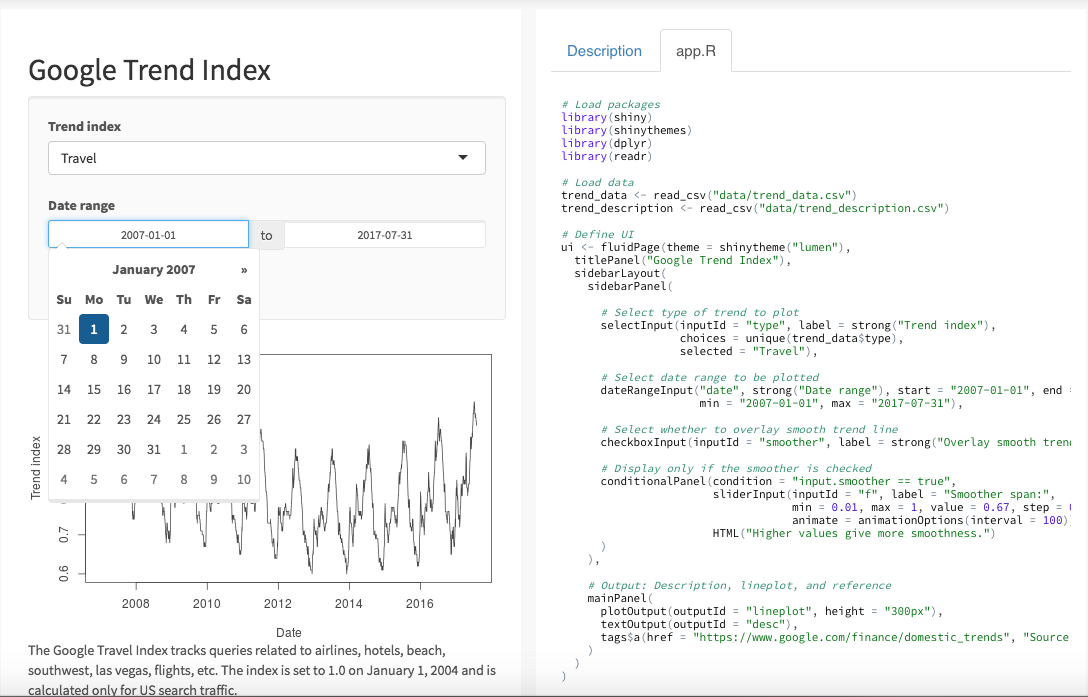 Google Trend Index
Trend index
Travel
Date range
2007-01-01 to 2017-07-31
January 2007 »
Su Mo Tu We Th Fr Sa
31 1 2 3 4 5 6
7 8 9 10 11 12 13
14 15 16 17 18 19 20
21 22 23 24 25 26 27
28 29 30 31 1 2 3
4 5 6 7 8 9 10
Trend index
0.7
0.6
2008 2010 2012 2014 2016
Date
The Google Travel Index tracks queries related to airlines, hotels, beach,
southwest, las vegas, flights, etc. The index is set to 1.0 on January 1, 2004 and is
calculated only for US search traffic.
Description app.R
# Load packages
library(shiny)
library(shinythemes)
library(dplyr)
library(readr)
# Load data
trend_data <- read_csv("data/trend_data.csv")
trend_description <- read_csv("data/trend_description.csv")
# Define UI
ui <- fluidPage(theme = shinytheme("lumen"),
titlePanel("Google Trend Index"),
sidebarLayout(
sidebarPanel(
# Select type of trend to plot
selectInput(inputId = "type", label = strong("Trend index"),
choices = unique(trend_data$type),
selected = "Travel"),
# Select date range to be plotted
dateRangeInput("date", strong("Date range"), start = "2007-01-01", end =
min = "2007-01-01", max = "2017-07-31"),
# Select whether to overlay smooth trend line
checkboxInput(inputId = "smoother", label = strong("Overlay smooth tren
# Display only if the smoother is checked
conditionalPanel(condition = "input.smoother == true",
sliderInput(inputId = "f", label = "Smoother span:",
min = 0.01, max = 1, value = 0.67, step =
animate = animationOptions(interval = 100)
HTML("Higher values give more smoothness.")
)
),
# Output: Description, lineplot, and reference
mainPanel(
plotOutput(outputId = "lineplot", height = "300px"),
textOutput(outputId = "desc"),
tags$a(href = "https://www.google.com/finance/domestic_trends", "Source
)
)
)